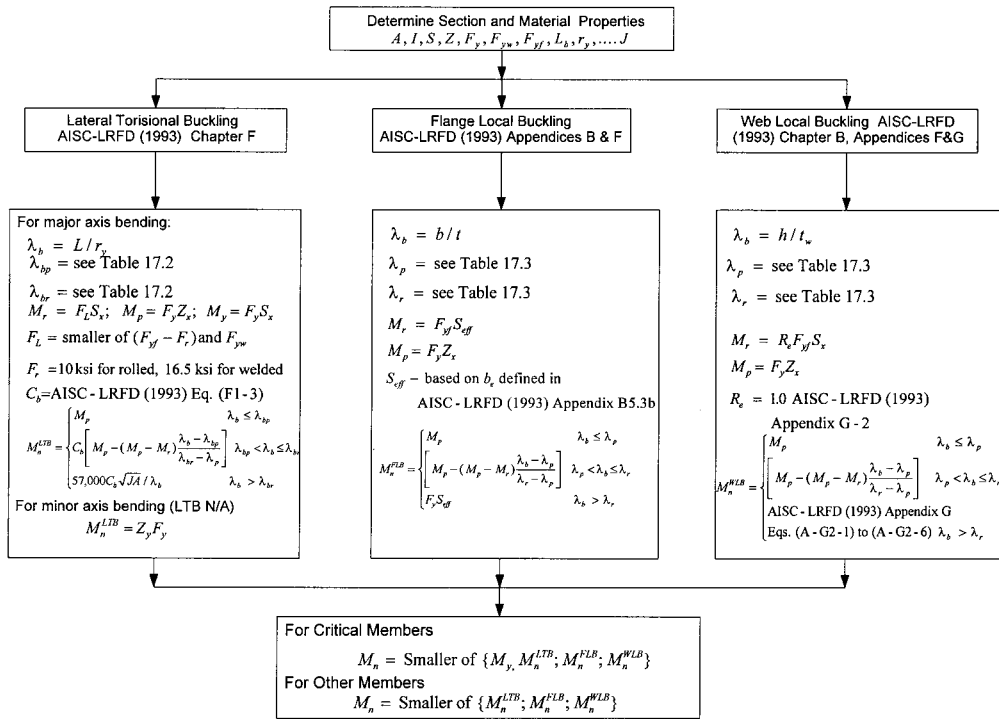 Determine Section and Material Properties
A, I, S, Z, F_y, F_yw, F_yf, L_b, r_y, .... J
Lateral Torisional Buckling
AISC-LRFD (1993) Chapter F
Flange Local Buckling
AISC-LRFD (1993) Appendices B & F
Web Local Buckling AISC-LRFD
(1993) Chapter B, Appendices F&G
For major axis bending:
λ_b = L / r_y
λ_bp = see Table 17.2
λ_br = see Table 17.2
M_r = F_L S_x; M_p = F_y Z_x; M_y = F_y S_x
F_L = smaller of (F_yf − F_r) and F_yw
F_r = 10 ksi for rolled, 16.5 ksi for welded
C_b = AISC - LRFD (1993) Eq. (F1 - 3)
M_n^LTB = { M_p λ_b ≤ λ_bp
C_b [ M_p − (M_p − M_r) (λ_b − λ_bp) / (λ_br − λ_p) ] λ_bp < λ_b ≤ λ_br
57,000 C_b √JA / λ_b λ_b > λ_br
For minor axis bending (LTB N/A)
M_n^LTB = Z_y F_y
λ_b = b / t
λ_p = see Table 17.3
λ_r = see Table 17.3
M_r = F_yf S_eff
M_p = F_y Z_x
S_eff – based on b_e defined in
AISC - LRFD (1993) Appendix B5.3b
M_n^FLB = { M_p λ_b ≤ λ_p
[ M_p − (M_p − M_r) (λ_b − λ_p) / (λ_r − λ_p) ] λ_p < λ_b ≤ λ_r
F_y S_eff λ_b > λ_r
λ_b = h / t_w
λ_p = see Table 17.3
λ_r = see Table 17.3
M_r = R_e F_yf S_x
M_p = F_y Z_x
R_e = 1.0 AISC - LRFD (1993)
Appendix G - 2
M_n^WLB = { M_p λ_b ≤ λ_p
[ M_p − (M_p − M_r) (λ_b − λ_p) / (λ_r − λ_p) ] λ_p < λ_b ≤ λ_r
AISC - LRFD (1993) Appendix G
Eqs. (A - G2 - 1) to (A - G2 - 6) λ_b > λ_r
For Critical Members
M_n = Smaller of {M_y, M_n^LTB; M_n^FLB; M_n^WLB}
For Other Members
M_n = Smaller of {M_n^LTB; M_n^FLB; M_n^WLB}